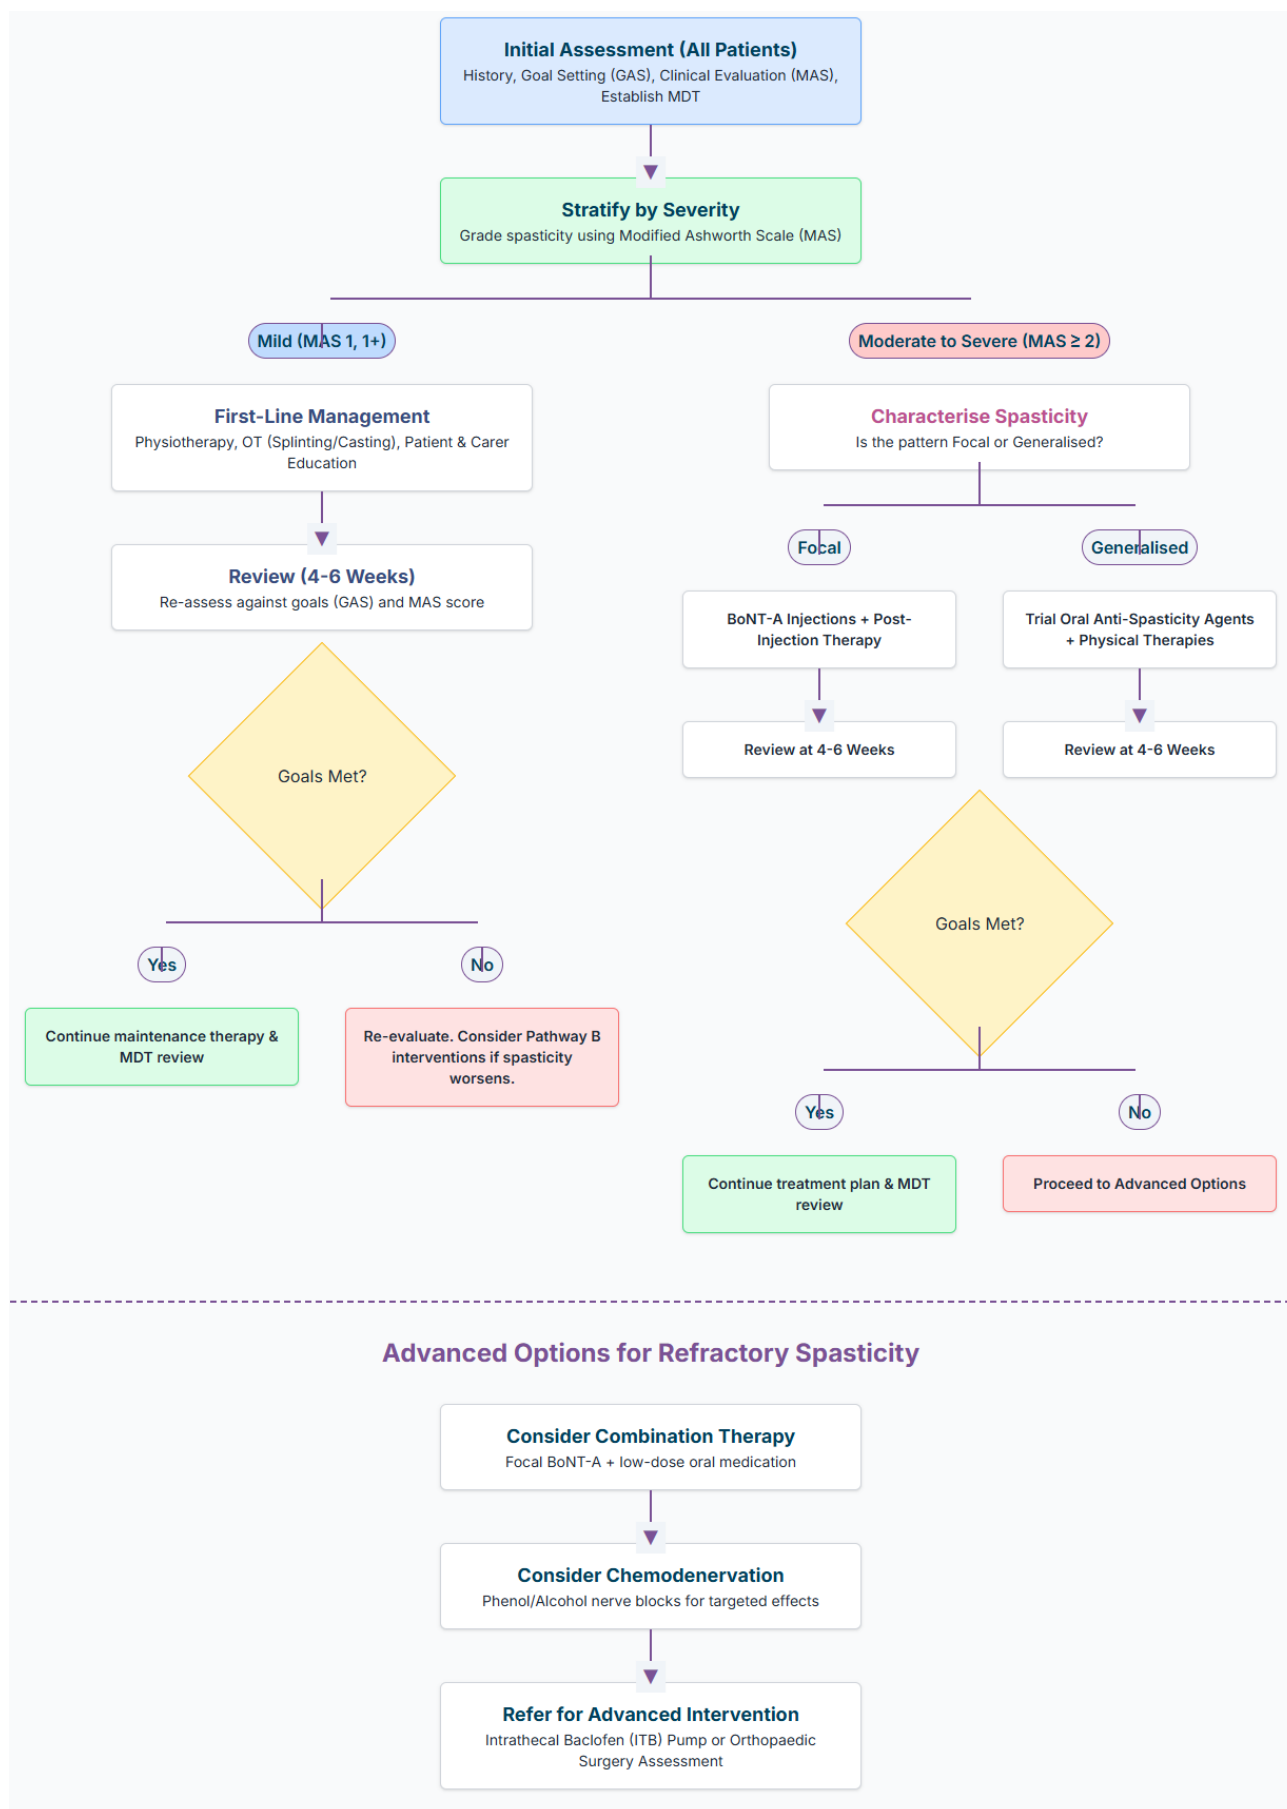 Initial Assessment (All Patients)
History, Goal Setting (GAS), Clinical Evaluation (MAS),
Establish MDT
Stratify by Severity
Grade spasticity using Modified Ashworth Scale (MAS)
Mild (MAS 1, 1+)
First-Line Management
Physiotherapy, OT (Splinting/Casting), Patient & Carer
Education
Review (4-6 Weeks)
Re-assess against goals (GAS) and MAS score
Goals Met?
Yes
Continue maintenance therapy &
MDT review
No
Re-evaluate. Consider Pathway B
interventions if spasticity
worsens.
Moderate to Severe (MAS ≥ 2)
Characterise Spasticity
Is the pattern Focal or Generalised?
Focal
BoNT-A Injections + Post-
Injection Therapy
Review at 4-6 Weeks
Generalised
Trial Oral Anti-Spasticity Agents
+ Physical Therapies
Review at 4-6 Weeks
Goals Met?
Yes
Continue treatment plan & MDT
review
No
Proceed to Advanced Options
Advanced Options for Refractory Spasticity
Consider Combination Therapy
Focal BoNT-A + low-dose oral medication
Consider Chemodenervation
Phenol/Alcohol nerve blocks for targeted effects
Refer for Advanced Intervention
Intrathecal Baclofen (ITB) Pump or Orthopaedic
Surgery Assessment